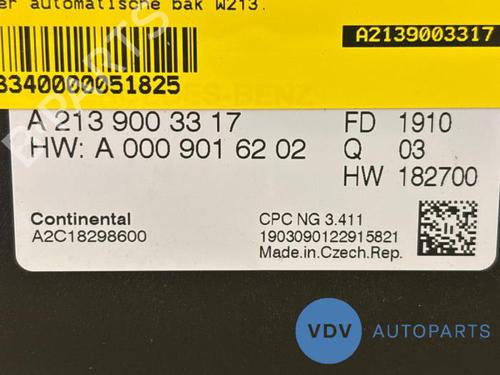 er automatische bak W213.
A2139003317
3340000051825
A 213 900 33 17
FD 1910
HW: A 000 901 62 02
Q 03
HW 182700
Continental
CPC NG 3.411
A2C18298600
1903090122915821
Made.in.Czech.Rep.
VDV AUTOPARTS